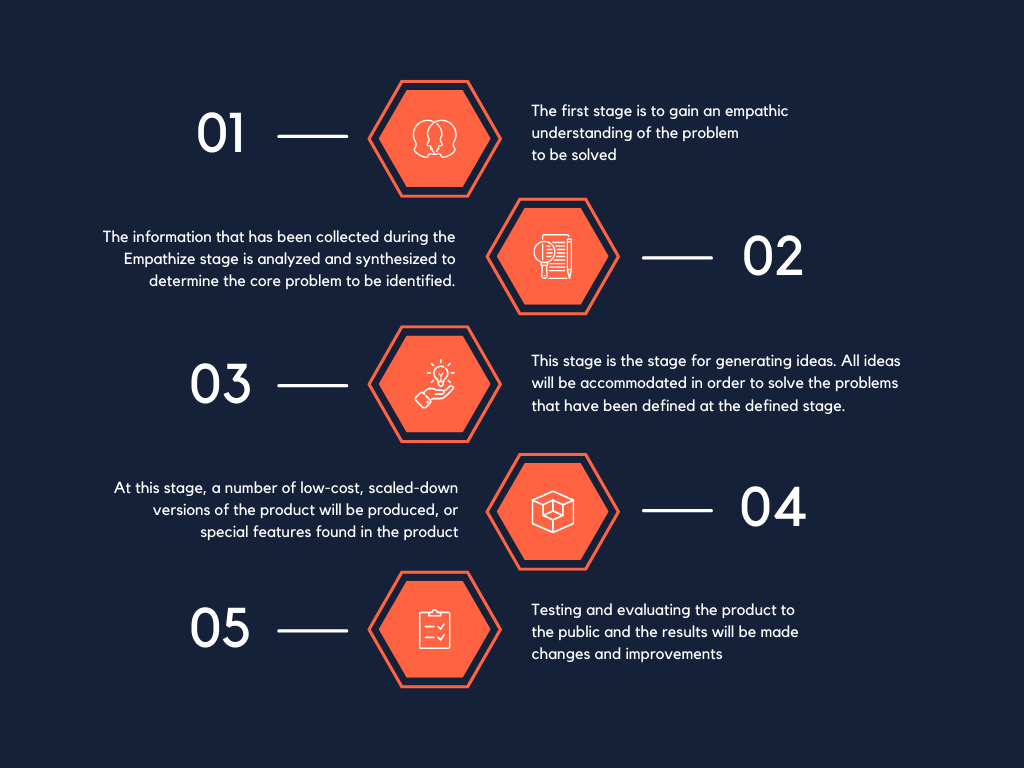 01
The first stage is to gain an empathic
understanding of the problem
to be solved
The information that has been collected during the
Empathize stage is analyzed and synthesized to
determine the core problem to be identified.
02
03
This stage is the stage for generating ideas. All ideas
will be accommodated in order to solve the problems
that have been defined at the defined stage.
At this stage, a number of low-cost, scaled-down
versions of the product will be produced, or
special features found in the product
04
05
Testing and evaluating the product to
the public and the results will be made
changes and improvements